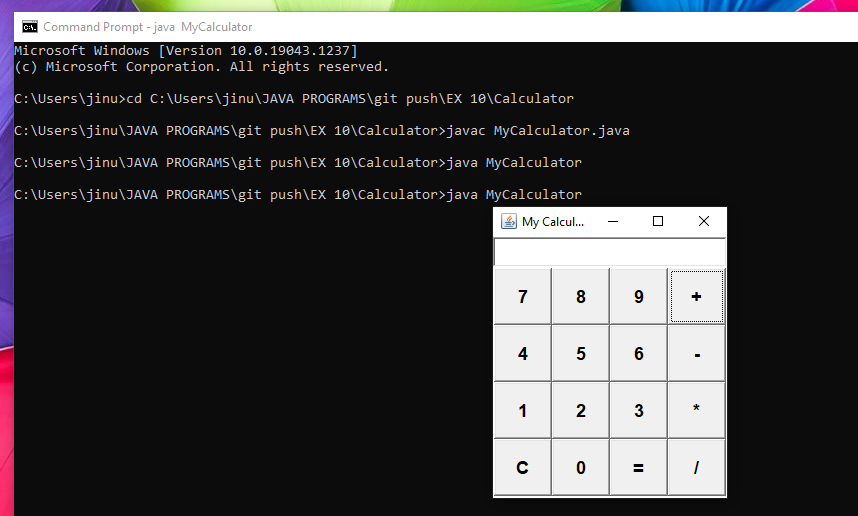 Command Prompt - java  MyCalculator
Microsoft Windows [Version 10.0.19043.1237]
(c) Microsoft Corporation. All rights reserved.
C:\Users\jinu>cd C:\Users\jinu\JAVA PROGRAMS\git push\EX 10\Calculator
C:\Users\jinu\JAVA PROGRAMS\git push\EX 10\Calculator>javac MyCalculator.java
C:\Users\jinu\JAVA PROGRAMS\git push\EX 10\Calculator>java MyCalculator
C:\Users\jinu\JAVA PROGRAMS\git push\EX 10\Calculator>java MyCalculator
My Calcul...
7 8 9 +
4 5 6 -
1 2 3 *
C 0 = /